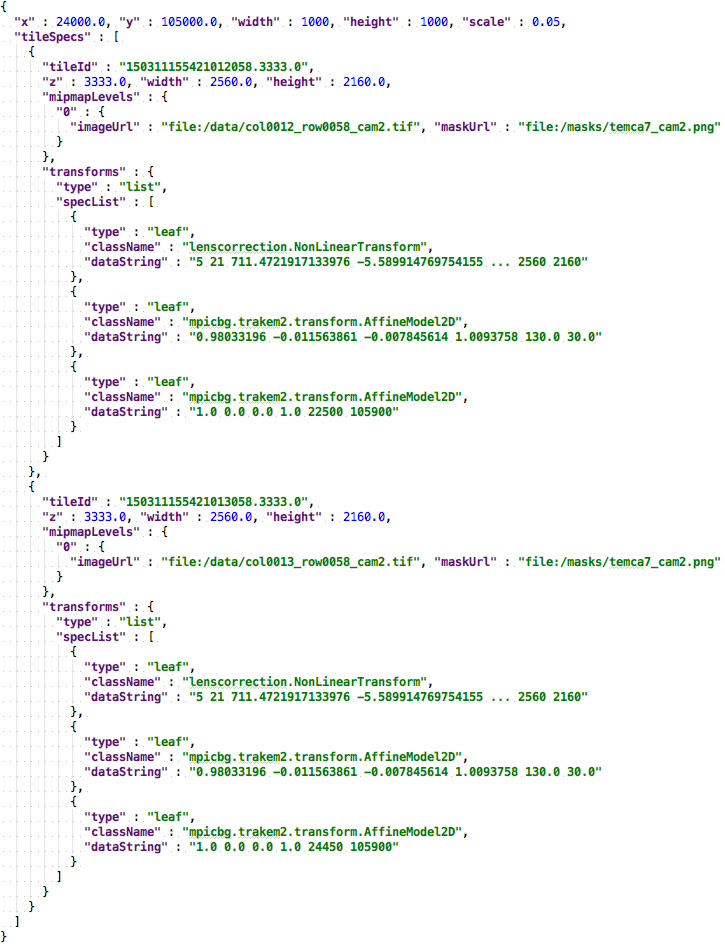 {
  "x" : 24000.0, "y" : 105000.0, "width" : 1000, "height" : 1000, "scale" : 0.05,
  "tileSpecs" : [
    {
      "tileId" : "150311155421012058.3333.0",
      "z" : 3333.0, "width" : 2560.0, "height" : 2160.0,
      "mipmapLevels" : {
        "0" : {
          "imageUrl" : "file:/data/col0012_row0058_cam2.tif", "maskUrl" : "file:/masks/temca7_cam2.png"
        }
      },
      "transforms" : {
        "type" : "list",
        "specList" : [
          {
            "type" : "leaf",
            "className" : "lenscorrection.NonLinearTransform",
            "dataString" : "5 21 711.4721917133976 -5.589914769754155 ... 2560 2160"
          },
          {
            "type" : "leaf",
            "className" : "mpicbg.trakem2.transform.AffineModel2D",
            "dataString" : "0.98033196 -0.011563861 -0.007845614 1.0093758 130.0 30.0"
          },
          {
            "type" : "leaf",
            "className" : "mpicbg.trakem2.transform.AffineModel2D",
            "dataString" : "1.0 0.0 0.0 1.0 22500 105900"
          }
        ]
      }
    },
    {
      "tileId" : "150311155421013058.3333.0",
      "z" : 3333.0, "width" : 2560.0, "height" : 2160.0,
      "mipmapLevels" : {
        "0" : {
          "imageUrl" : "file:/data/col0013_row0058_cam2.tif", "maskUrl" : "file:/masks/temca7_cam2.png"
        }
      },
      "transforms" : {
        "type" : "list",
        "specList" : [
          {
            "type" : "leaf",
            "className" : "lenscorrection.NonLinearTransform",
            "dataString" : "5 21 711.4721917133976 -5.589914769754155 ... 2560 2160"
          },
          {
            "type" : "leaf",
            "className" : "mpicbg.trakem2.transform.AffineModel2D",
            "dataString" : "0.98033196 -0.011563861 -0.007845614 1.0093758 130.0 30.0"
          },
          {
            "type" : "leaf",
            "className" : "mpicbg.trakem2.transform.AffineModel2D",
            "dataString" : "1.0 0.0 0.0 1.0 24450 105900"
          }
        ]
      }
    }
  ]
}